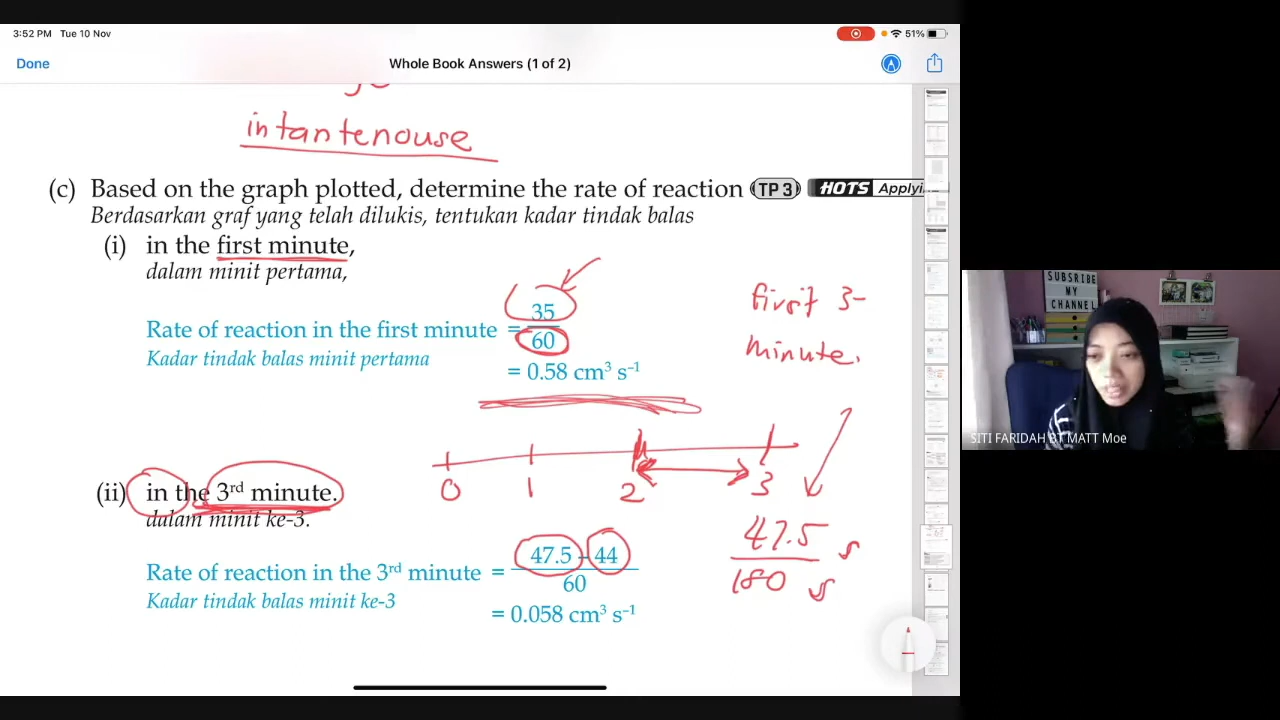 3:52 PM Tue 10 Nov
51%
Done
Whole Book Answers (1 of 2)
intantenouse
(c) Based on the graph plotted, determine the rate of reaction TP 3 HOTS Applyi
Berdasarkan graf yang telah dilukis, tentukan kadar tindak balas
(i) in the first minute,
dalam minit pertama,
first 3-
minute.
Rate of reaction in the first minute = 35
60
Kadar tindak balas minit pertama
= 0.58 cm³ s⁻¹
0 1 2 3
(ii) in the 3rd minute.
dalam minit ke-3.
47.5 s
180 s
Rate of reaction in the 3rd minute = 47.5 - 44
60
Kadar tindak balas minit ke-3
= 0.058 cm³ s⁻¹
SUBSRIBE
MY
CHANNEL
SITI FARIDAH BT MATT Moe